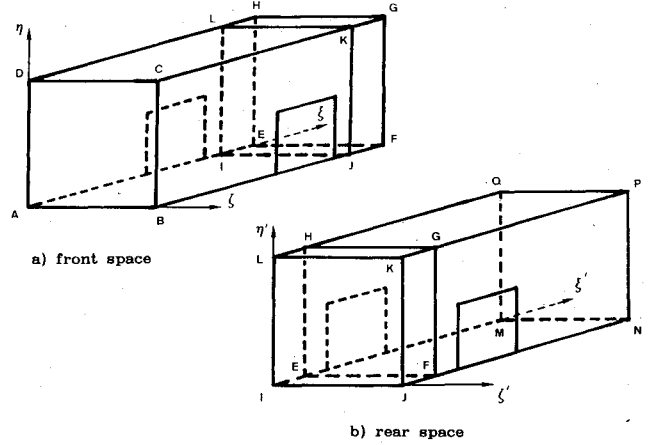 η
H
G
L
K
D
C
E
ξ
F
I
J
A
B
ζ
a) front space
Q
P
η'
H
G
L
K
ξ'
M
N
E
F
I
J
ζ'
b) rear space